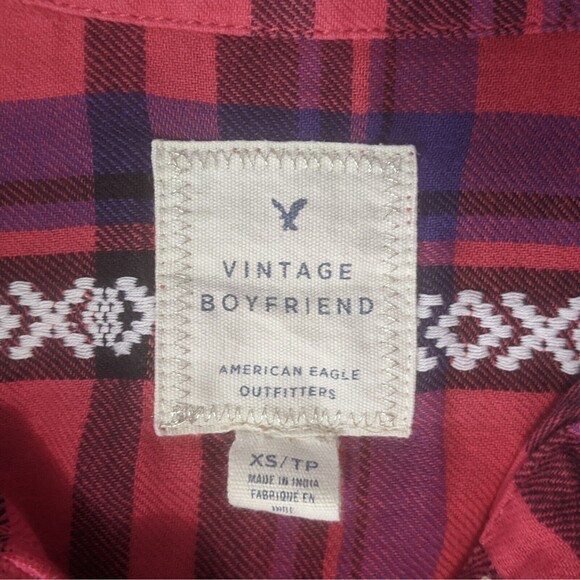 VINTAGE
BOYFRIEND
AMERICAN EAGLE
OUTFITTERS
XS/TP
MADE IN INDIA
FABRIQUE EN